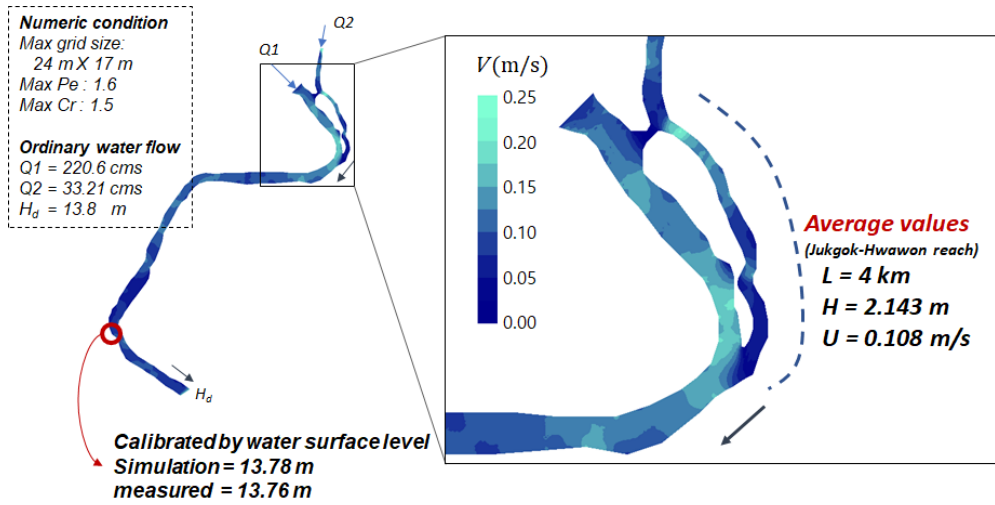 Numeric condition
Max grid size:
24 m X 17 m
Max Pe : 1.6
Max Cr : 1.5
Ordinary water flow
Q1 = 220.6 cms
Q2 = 33.21 cms
Hd = 13.8 m
Q2
Q1
Hd
Calibrated by water surface level
Simulation = 13.78 m
measured = 13.76 m
V(m/s)
0.25
0.20
0.15
0.10
0.05
0.00
Average values
(Jukgok-Hwawon reach)
L = 4 km
H = 2.143 m
U = 0.108 m/s